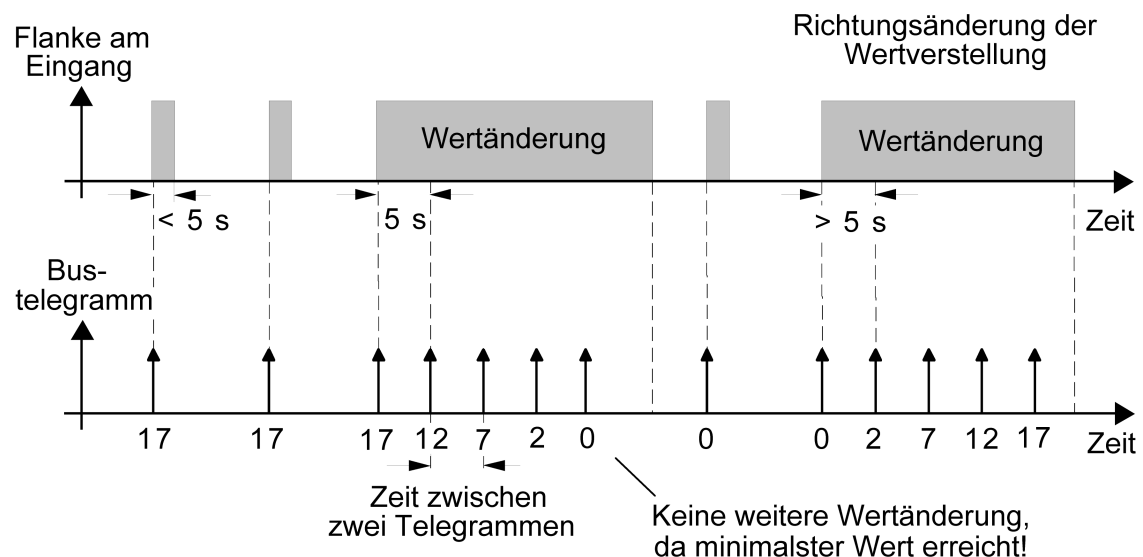 Richtungsänderung der
Wertverstellung
Flanke am
Eingang
Wertänderung
Wertänderung
< 5 s
5 s
> 5 s
Zeit
Bus-
telegramm
17 17 17 12 7 2 0 0 0 2 7 12 17
Zeit
Zeit zwischen
zwei Telegrammen
Keine weitere Wertänderung,
da minimalster Wert erreicht!